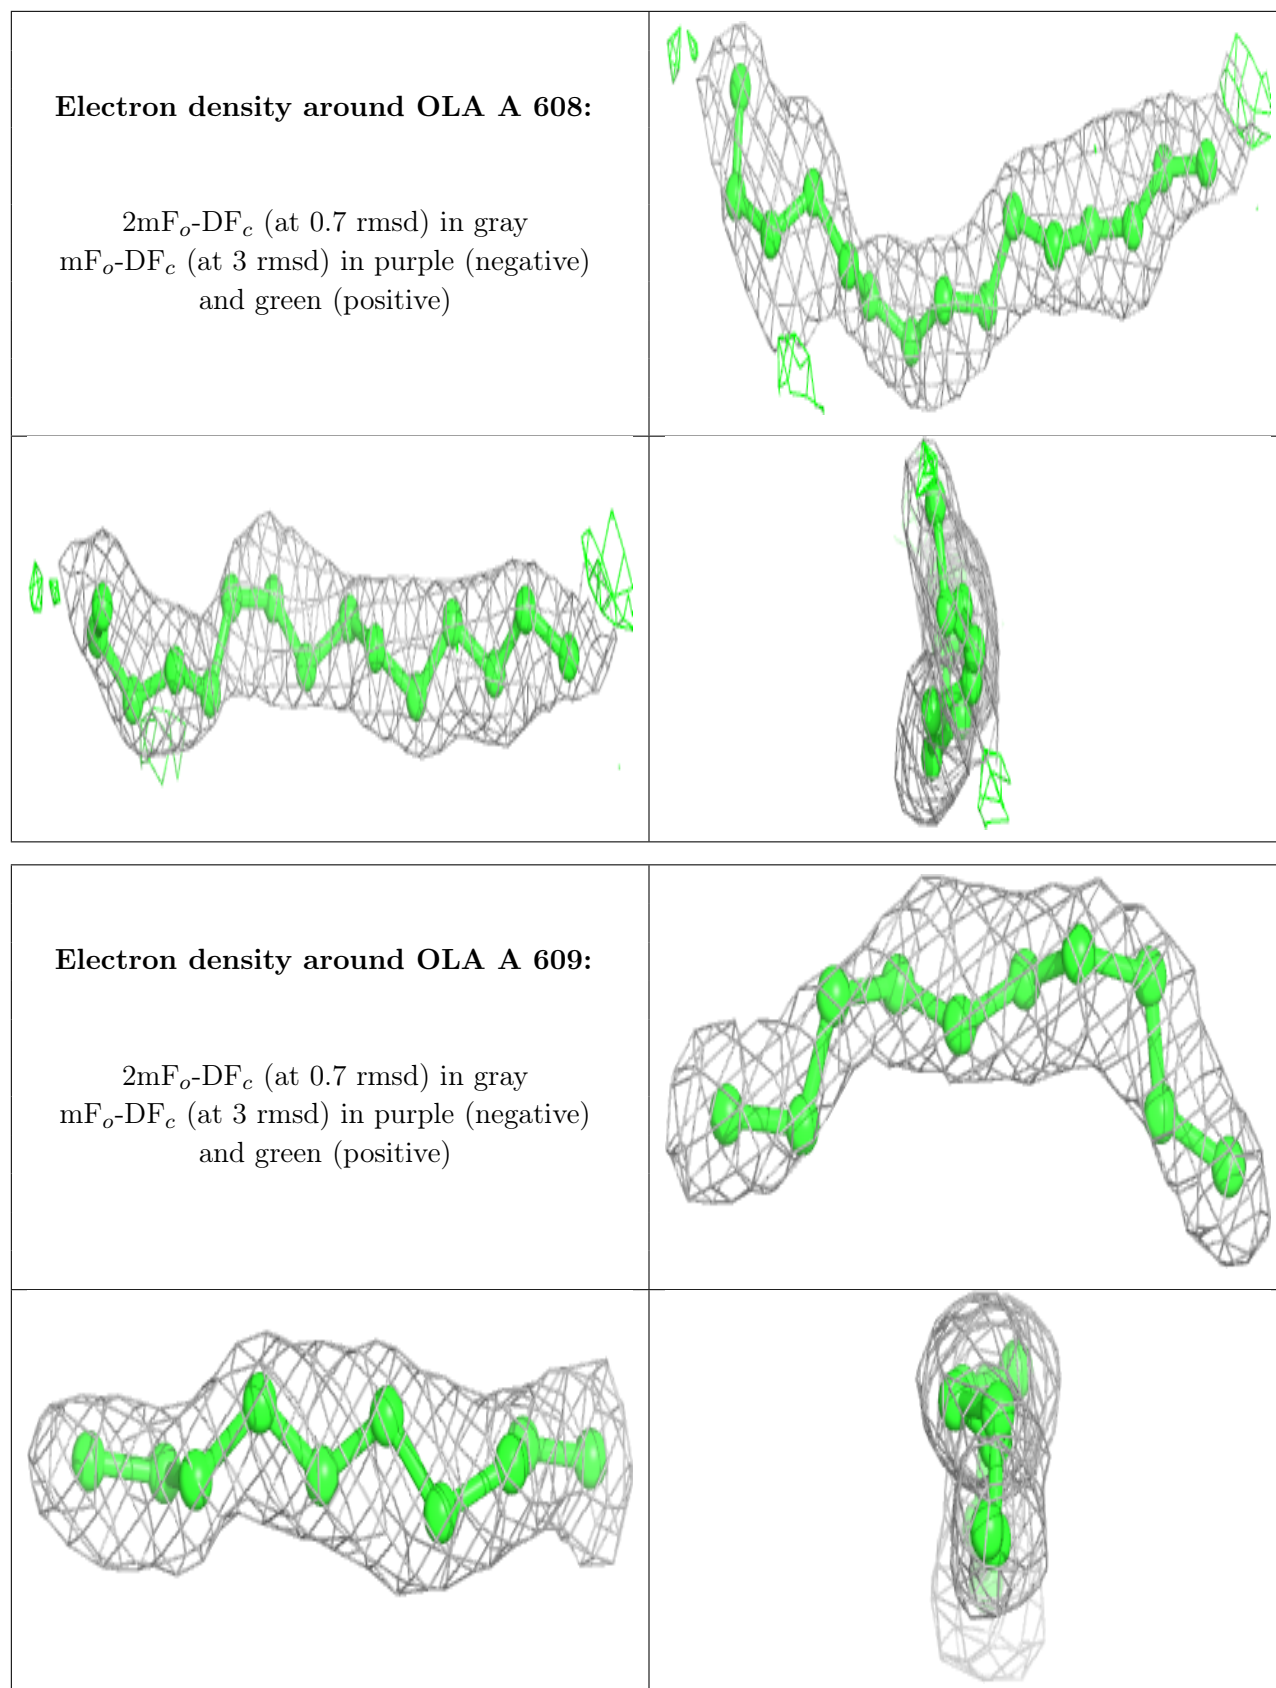 Electron density around OLA A 608:
2mFₒ-DF𝒸 (at 0.7 rmsd) in gray
mFₒ-DF𝒸 (at 3 rmsd) in purple (negative)
and green (positive)
Electron density around OLA A 609:
2mFₒ-DF𝒸 (at 0.7 rmsd) in gray
mFₒ-DF𝒸 (at 3 rmsd) in purple (negative)
and green (positive)